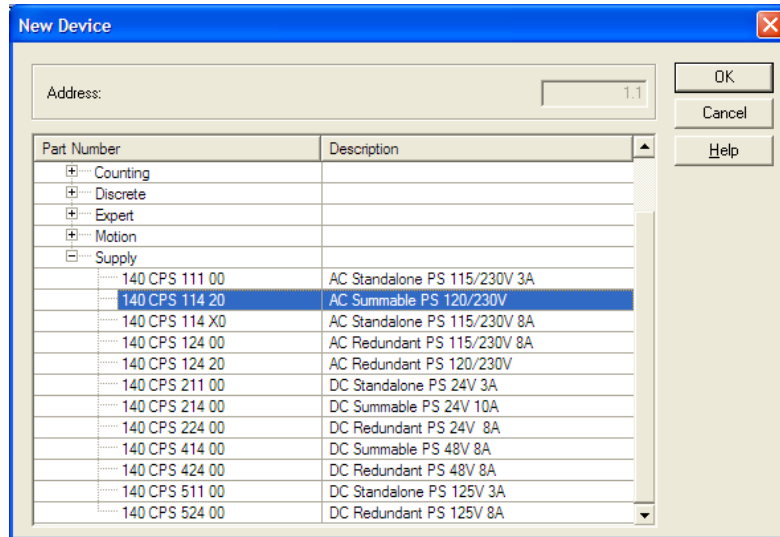 New Device
Address: 1.1
OK
Cancel
Help
Part Number Description
Counting
Discrete
Expert
Motion
Supply
140 CPS 111 00 AC Standalone PS 115/230V 3A
140 CPS 114 20 AC Summable PS 120/230V
140 CPS 114 X0 AC Standalone PS 115/230V 8A
140 CPS 124 00 AC Redundant PS 115/230V 8A
140 CPS 124 20 AC Redundant PS 120/230V
140 CPS 211 00 DC Standalone PS 24V 3A
140 CPS 214 00 DC Summable PS 24V 10A
140 CPS 224 00 DC Redundant PS 24V  8A
140 CPS 414 00 DC Summable PS 48V 8A
140 CPS 424 00 DC Redundant PS 48V 8A
140 CPS 511 00 DC Standalone PS 125V 3A
140 CPS 524 00 DC Redundant PS 125V 8A